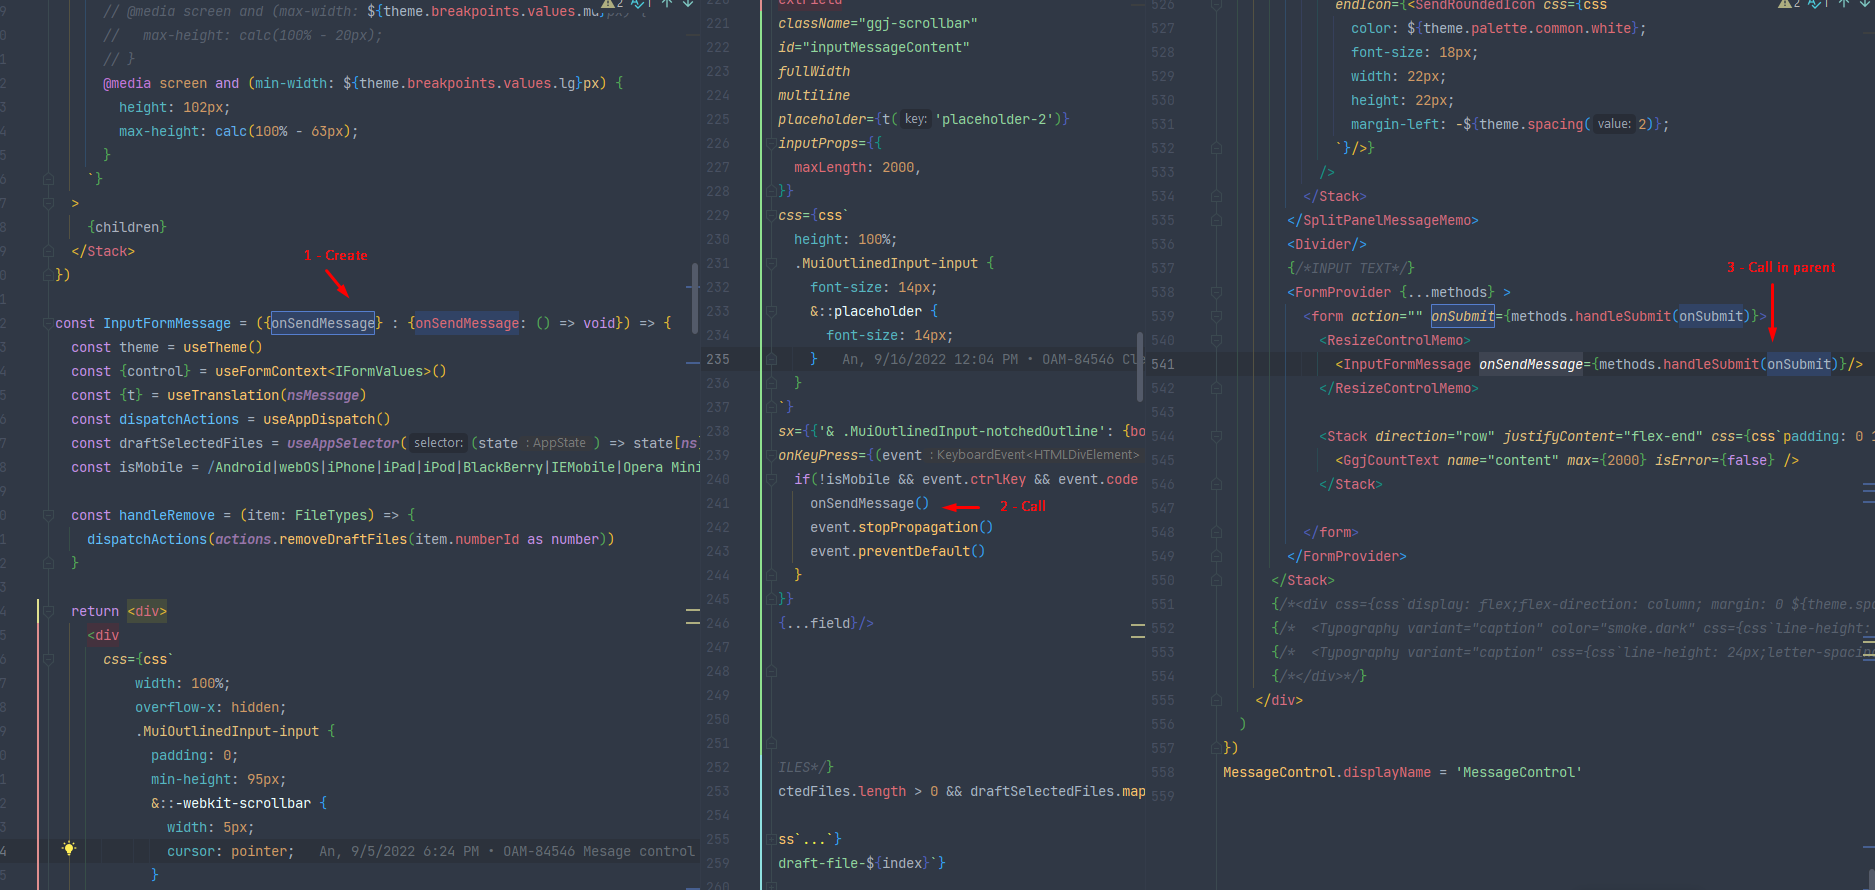 // @media screen and (max-width: ${theme.breakpoints.values.md}px) {
//   max-height: calc(100% - 20px);
// }
@media screen and (min-width: ${theme.breakpoints.values.lg}px) {
height: 102px;
max-height: calc(100% - 63px);
}
`}
>
{children}
</Stack>
})
1 - Create
const InputFormMessage = ({onSendMessage} : {onSendMessage: () => void}) => {
const theme = useTheme()
const {control} = useFormContext<IFormValues>()
const {t} = useTranslation(nsMessage)
const dispatchActions = useAppDispatch()
const draftSelectedFiles = useAppSelector( selector: (state : AppState ) => state[ns]
const isMobile = /Android|webOS|iPhone|iPad|iPod|BlackBerry|IEMobile|Opera Mini
const handleRemove = (item: FileTypes) => {
dispatchActions(actions.removeDraftFiles(item.numberId as number))
}
return <div>
<div
css={css`
width: 100%;
overflow-x: hidden;
.MuiOutlinedInput-input {
padding: 0;
min-height: 95px;
&::-webkit-scrollbar {
width: 5px;
cursor: pointer;   An, 9/5/2022 6:24 PM • OAM-84546 Mesage control
}
2 1
221 className="ggj-scrollbar"
222 id="inputMessageContent"
223 fullWidth
224 multiline
225 placeholder={t( key: 'placeholder-2')}
226 inputProps={{
227 maxLength: 2000,
228 }}
229 css={css`
230 height: 100%;
231 .MuiOutlinedInput-input {
232 font-size: 14px;
233 &::placeholder {
234 font-size: 14px;
235 }   An, 9/16/2022 12:04 PM • OAM-84546 Cle
236 }
237 `}
238 sx={{'& .MuiOutlinedInput-notchedOutline': {bo
239 onKeyPress={(event : KeyboardEvent<HTMLDivElement>
240 if(!isMobile && event.ctrlKey && event.code
241 onSendMessage() 2 - Call
242 event.stopPropagation()
243 event.preventDefault()
244 }
245 }}
246 {...field}/>
247
248
249
250
251
252 ILES*/}
253 ctedFiles.length > 0 && draftSelectedFiles.map
254
255 ss`...`}
259 draft-file-${index}`}
260
526 endIcon={<SendRoundedIcon css={css
2 1
527 color: ${theme.palette.common.white};
528 font-size: 18px;
529 width: 22px;
530 height: 22px;
531 margin-left: -${theme.spacing( value: 2)};
532 `}/>}
533 />
534 </Stack>
535 </SplitPanelMessageMemo>
536 <Divider/>
537 {/*INPUT TEXT*/}
3 - Call in parent
538 <FormProvider {...methods} >
539 <form action="" onSubmit={methods.handleSubmit(onSubmit)}>
540 <ResizeControlMemo>
541 <InputFormMessage onSendMessage={methods.handleSubmit(onSubmit)}/>
542 </ResizeControlMemo>
543
544 <Stack direction="row" justifyContent="flex-end" css={css`padding: 0 1
545 <GgjCountText name="content" max={2000} isError={false} />
546 </Stack>
547
548 </form>
549 </FormProvider>
550 </Stack>
551 {/*<div css={css`display: flex;flex-direction: column; margin: 0 ${theme.spa
552 {/*  <Typography variant="caption" color="smoke.dark" css={css`line-height:
553 {/*  <Typography variant="caption" css={css`line-height: 24px;letter-spacin
554 {/*</div>*/}
555 </div>
556 )
557 })
558 MessageControl.displayName = 'MessageControl'
559